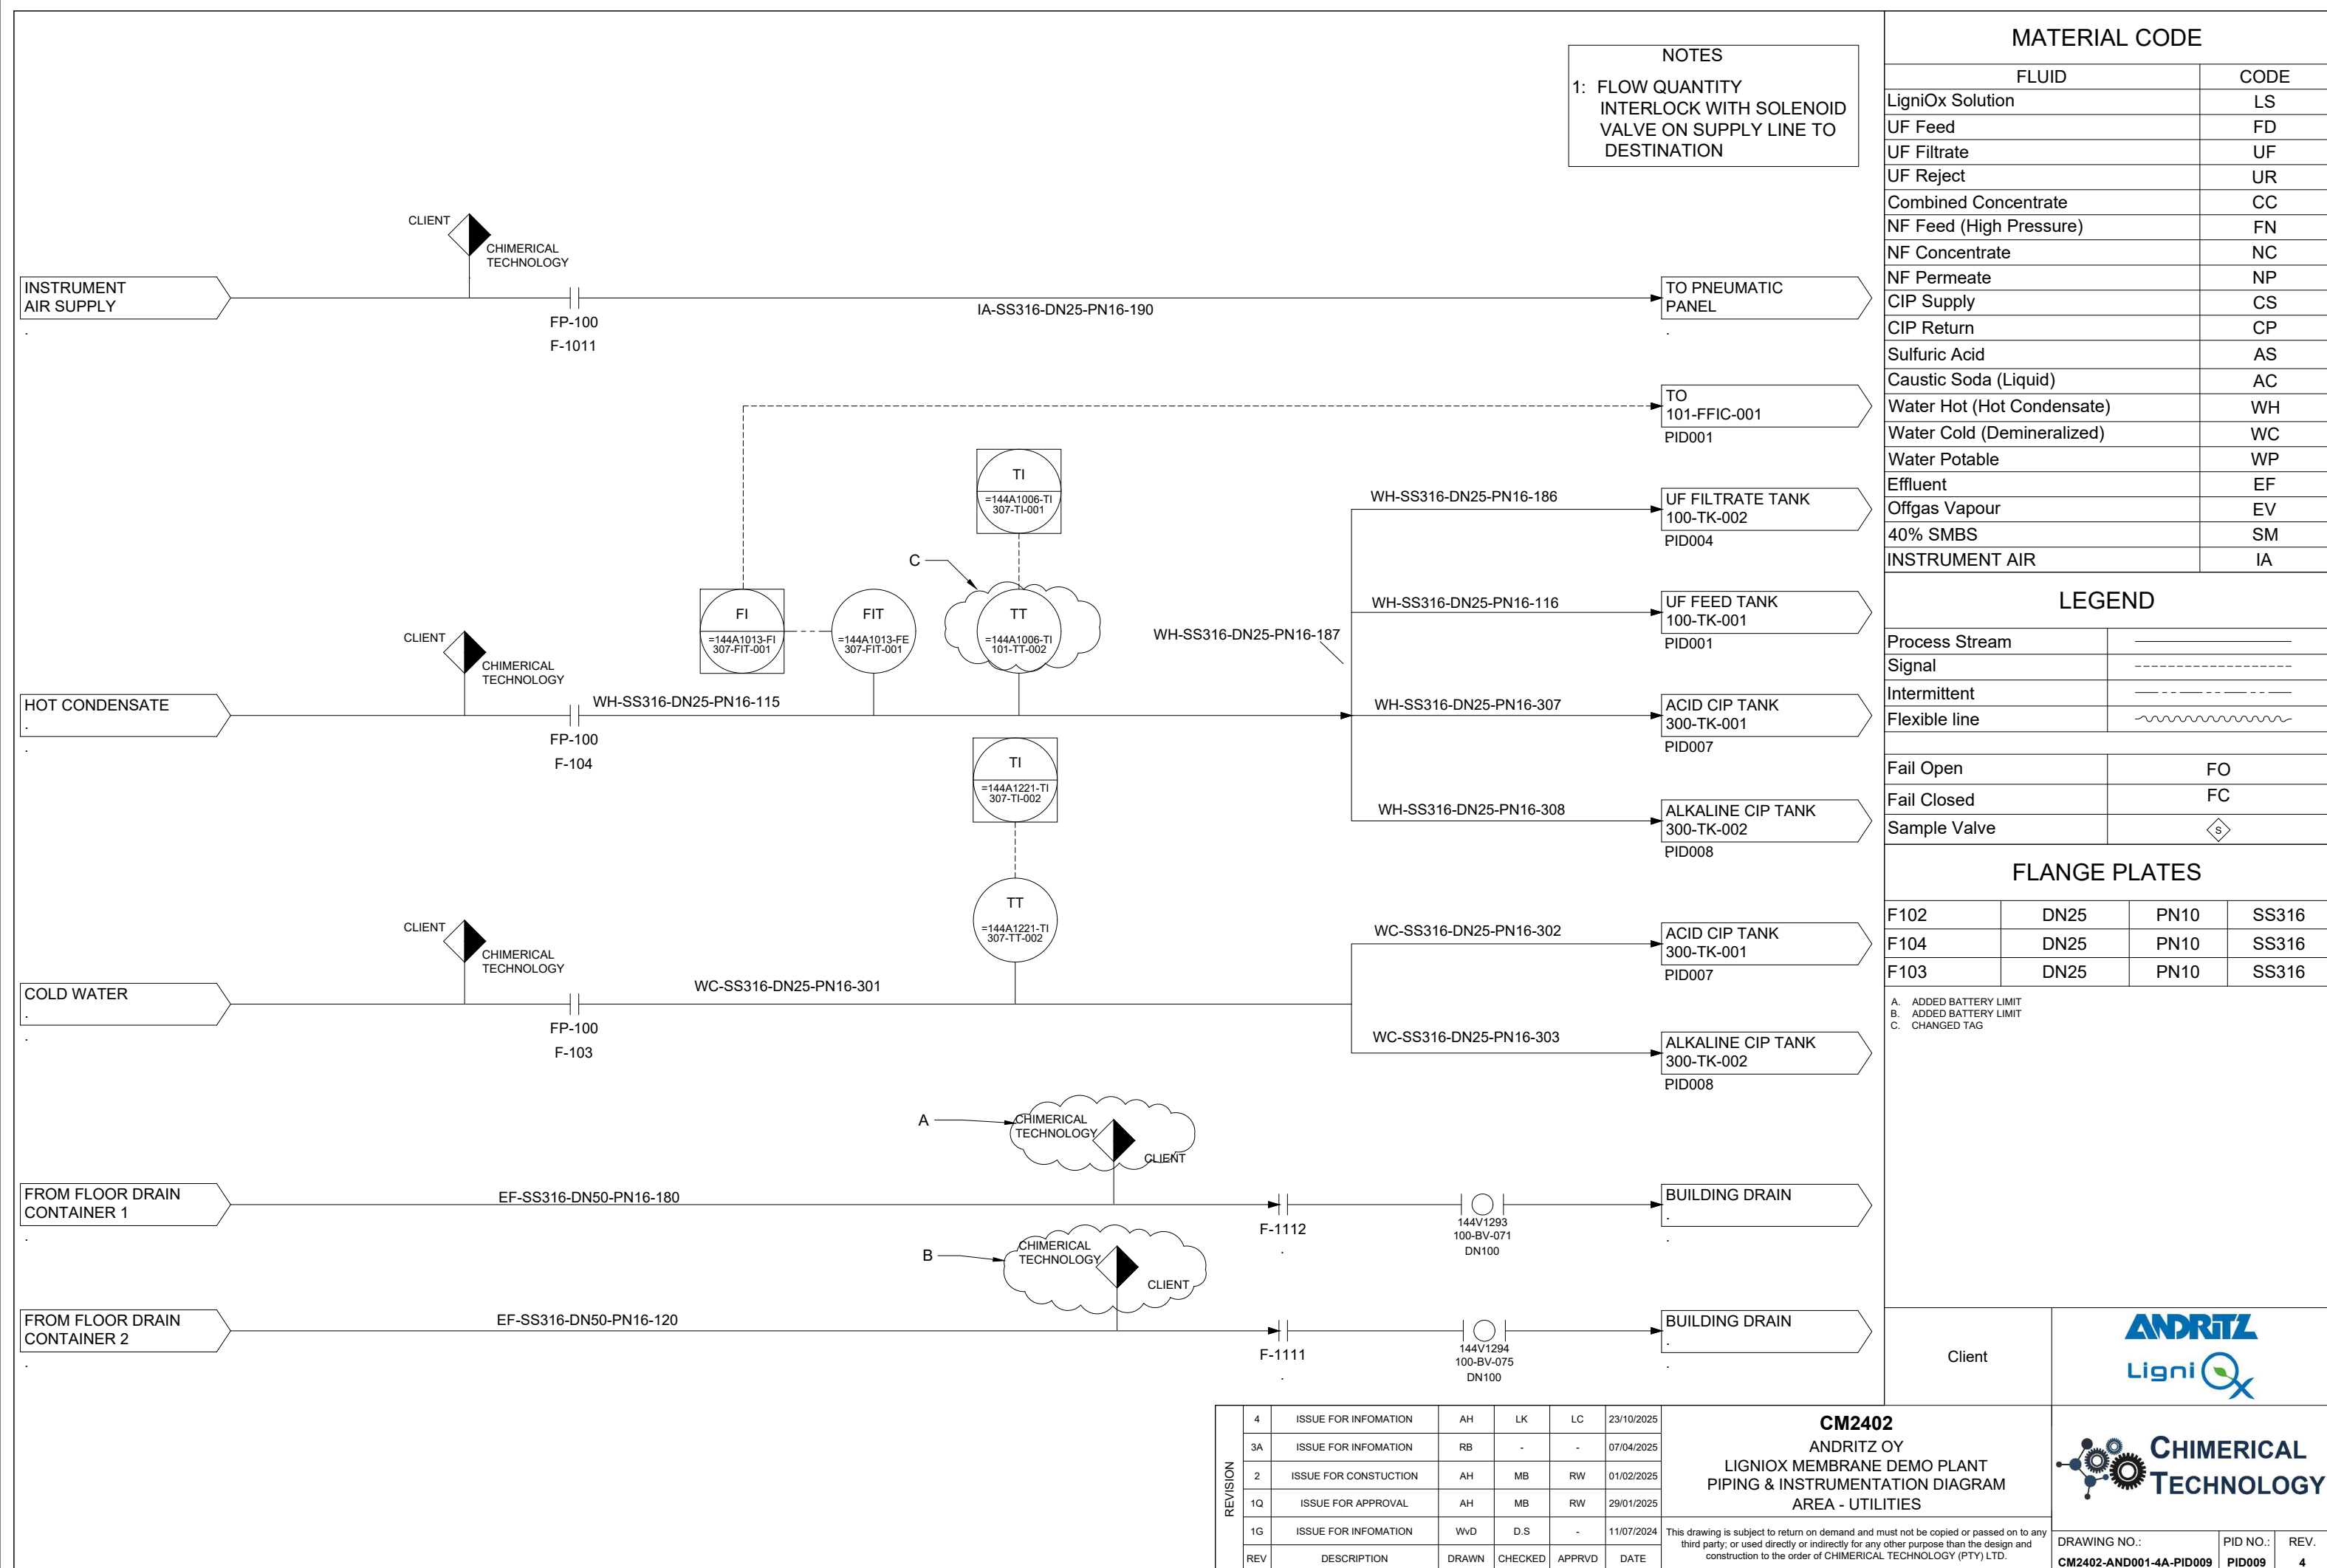 NOTES
1: FLOW QUANTITY
INTERLOCK WITH SOLENOID
VALVE ON SUPPLY LINE TO
DESTINATION
CLIENT
CHIMERICAL
TECHNOLOGY
INSTRUMENT
AIR SUPPLY
.
FP-100
F-1011
IA-SS316-DN25-PN16-190
TO PNEUMATIC
PANEL
.
TO
101-FFIC-001
PID001
TI
=144A1006-TI
307-TI-001
C
FI
=144A1013-FI
307-FIT-001
FIT
=144A1013-FE
307-FIT-001
TT
=144A1006-TI
101-TT-002
WH-SS316-DN25-PN16-186
UF FILTRATE TANK
100-TK-002
PID004
WH-SS316-DN25-PN16-116
UF FEED TANK
100-TK-001
PID001
WH-SS316-DN25-PN16-187
CLIENT
CHIMERICAL
TECHNOLOGY
HOT CONDENSATE
.
.
WH-SS316-DN25-PN16-115
FP-100
F-104
WH-SS316-DN25-PN16-307
ACID CIP TANK
300-TK-001
PID007
TI
=144A1221-TI
307-TI-002
WH-SS316-DN25-PN16-308
ALKALINE CIP TANK
300-TK-002
PID008
TT
=144A1221-TI
307-TT-002
CLIENT
CHIMERICAL
TECHNOLOGY
COLD WATER
.
.
WC-SS316-DN25-PN16-301
FP-100
F-103
WC-SS316-DN25-PN16-302
ACID CIP TANK
300-TK-001
PID007
WC-SS316-DN25-PN16-303
ALKALINE CIP TANK
300-TK-002
PID008
A
CHIMERICAL
TECHNOLOGY
CLIENT
FROM FLOOR DRAIN
CONTAINER 1
.
EF-SS316-DN50-PN16-180
F-1112
.
144V1293
100-BV-071
DN100
BUILDING DRAIN
.
.
B
CHIMERICAL
TECHNOLOGY
CLIENT
FROM FLOOR DRAIN
CONTAINER 2
.
EF-SS316-DN50-PN16-120
F-1111
.
144V1294
100-BV-075
DN100
BUILDING DRAIN
.
.
MATERIAL CODE
FLUID CODE
LigniOx Solution LS
UF Feed FD
UF Filtrate UF
UF Reject UR
Combined Concentrate CC
NF Feed (High Pressure) FN
NF Concentrate NC
NF Permeate NP
CIP Supply CS
CIP Return CP
Sulfuric Acid AS
Caustic Soda (Liquid) AC
Water Hot (Hot Condensate) WH
Water Cold (Demineralized) WC
Water Potable WP
Effluent EF
Offgas Vapour EV
40% SMBS SM
INSTRUMENT AIR IA
LEGEND
Process Stream
Signal
Intermittent
Flexible line
Fail Open FO
Fail Closed FC
Sample Valve S
FLANGE PLATES
F102 DN25 PN10 SS316
F104 DN25 PN10 SS316
F103 DN25 PN10 SS316
A. ADDED BATTERY LIMIT
B. ADDED BATTERY LIMIT
C. CHANGED TAG
Client
ANDRITZ
LigniOx
REVISION
4 ISSUE FOR INFOMATION AH LK LC 23/10/2025
3A ISSUE FOR INFOMATION RB - - 07/04/2025
2 ISSUE FOR CONSTUCTION AH MB RW 01/02/2025
1Q ISSUE FOR APPROVAL AH MB RW 29/01/2025
1G ISSUE FOR INFOMATION WvD D.S - 11/07/2024
REV DESCRIPTION DRAWN CHECKED APPRVD DATE
CM2402
ANDRITZ OY
LIGNIOX MEMBRANE DEMO PLANT
PIPING & INSTRUMENTATION DIAGRAM
AREA - UTILITIES
This drawing is subject to return on demand and must not be copied or passed on to any
third party; or used directly or indirectly for any other purpose than the design and
construction to the order of CHIMERICAL TECHNOLOGY (PTY) LTD.
CHIMERICAL
TECHNOLOGY
DRAWING NO.: PID NO.: REV.
CM2402-AND001-4A-PID009 PID009 4